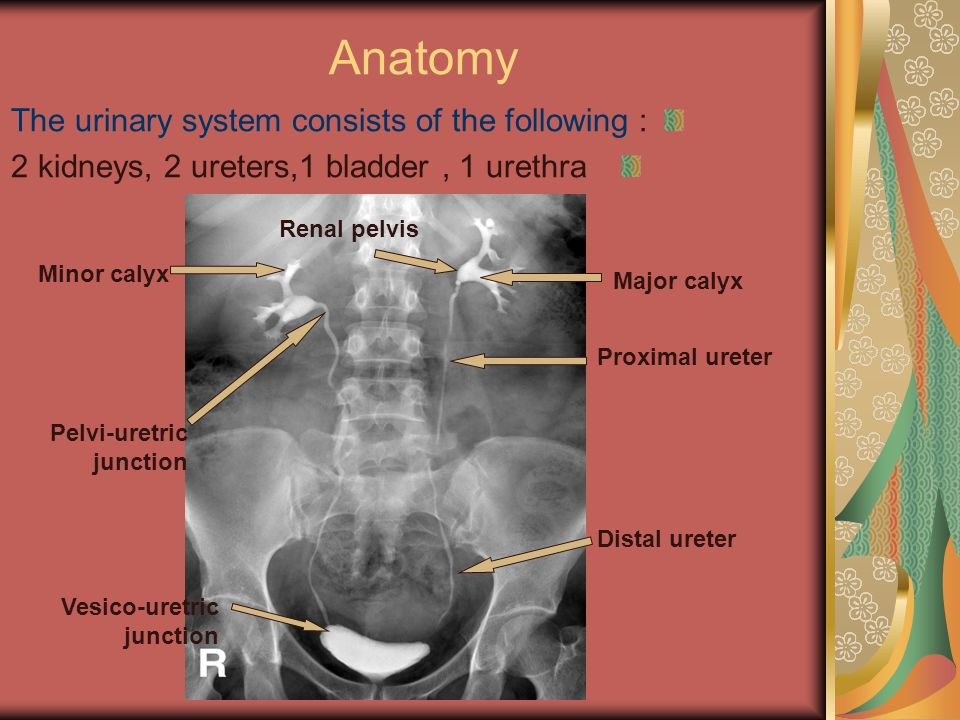 Anatomy
The urinary system consists of the following :
2 kidneys, 2 ureters,1 bladder , 1 urethra
Renal pelvis
Minor calyx
Major calyx
Proximal ureter
Pelvi-uretric
junction
Distal ureter
Vesico-uretric
junction
R